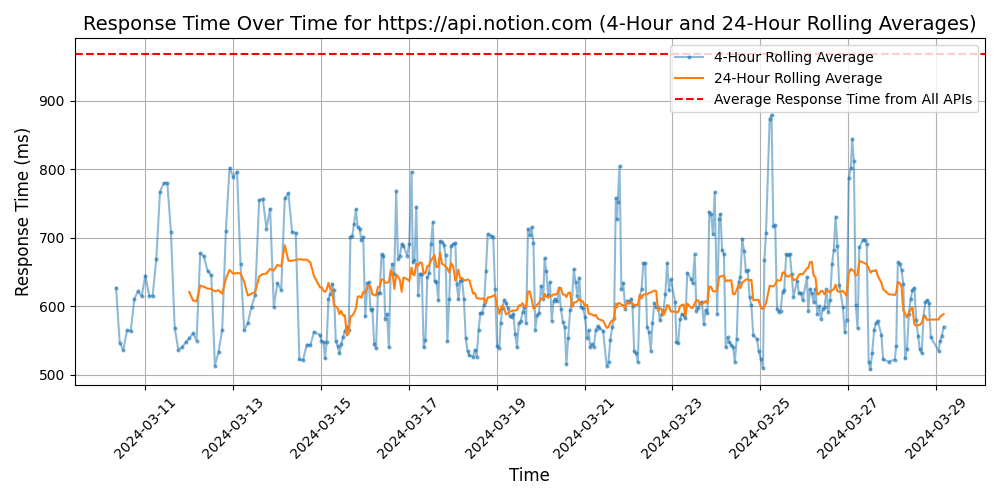 Response Time Over Time for https://api.notion.com (4-Hour and 24-Hour Rolling Averages)
4-Hour Rolling Average
24-Hour Rolling Average
Average Response Time from All APIs
Response Time (ms)
900
800
700
600
500
2024-03-11
2024-03-13
2024-03-15
2024-03-17
2024-03-19
2024-03-21
2024-03-23
2024-03-25
2024-03-27
2024-03-29
Time